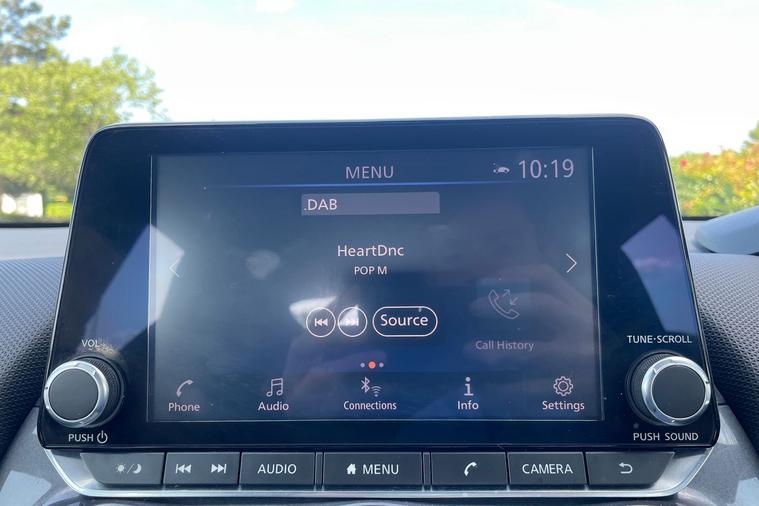 MENU
10:19
.DAB
HeartDnc
POP M
Source
Call History
Phone
Audio
Connections
Info
Settings
VOL
PUSH
TUNE·SCROLL
PUSH SOUND
AUDIO
MENU
CAMERA